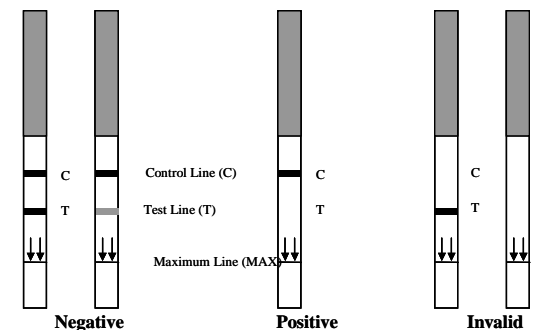 C Control Line (C) C C
T Test Line (T) T T
Maximum Line (MAX)
Negative Positive Invalid